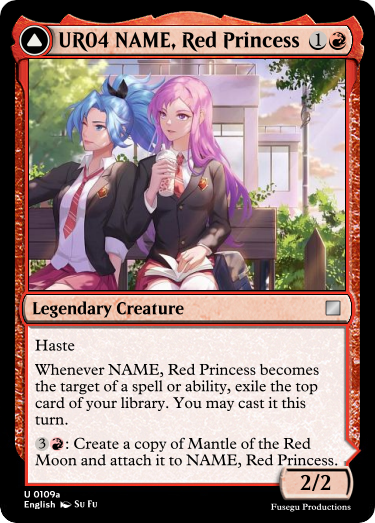 UR04 NAME, Red Princess 1
Legendary Creature
Haste
Whenever NAME, Red Princess becomes
the target of a spell or ability, exile the top
card of your library. You may cast it this
turn.
3: Create a copy of Mantle of the Red
Moon and attach it to NAME, Red Princess.
2/2
U 0109a
English Su Fu
Fusegu Productions